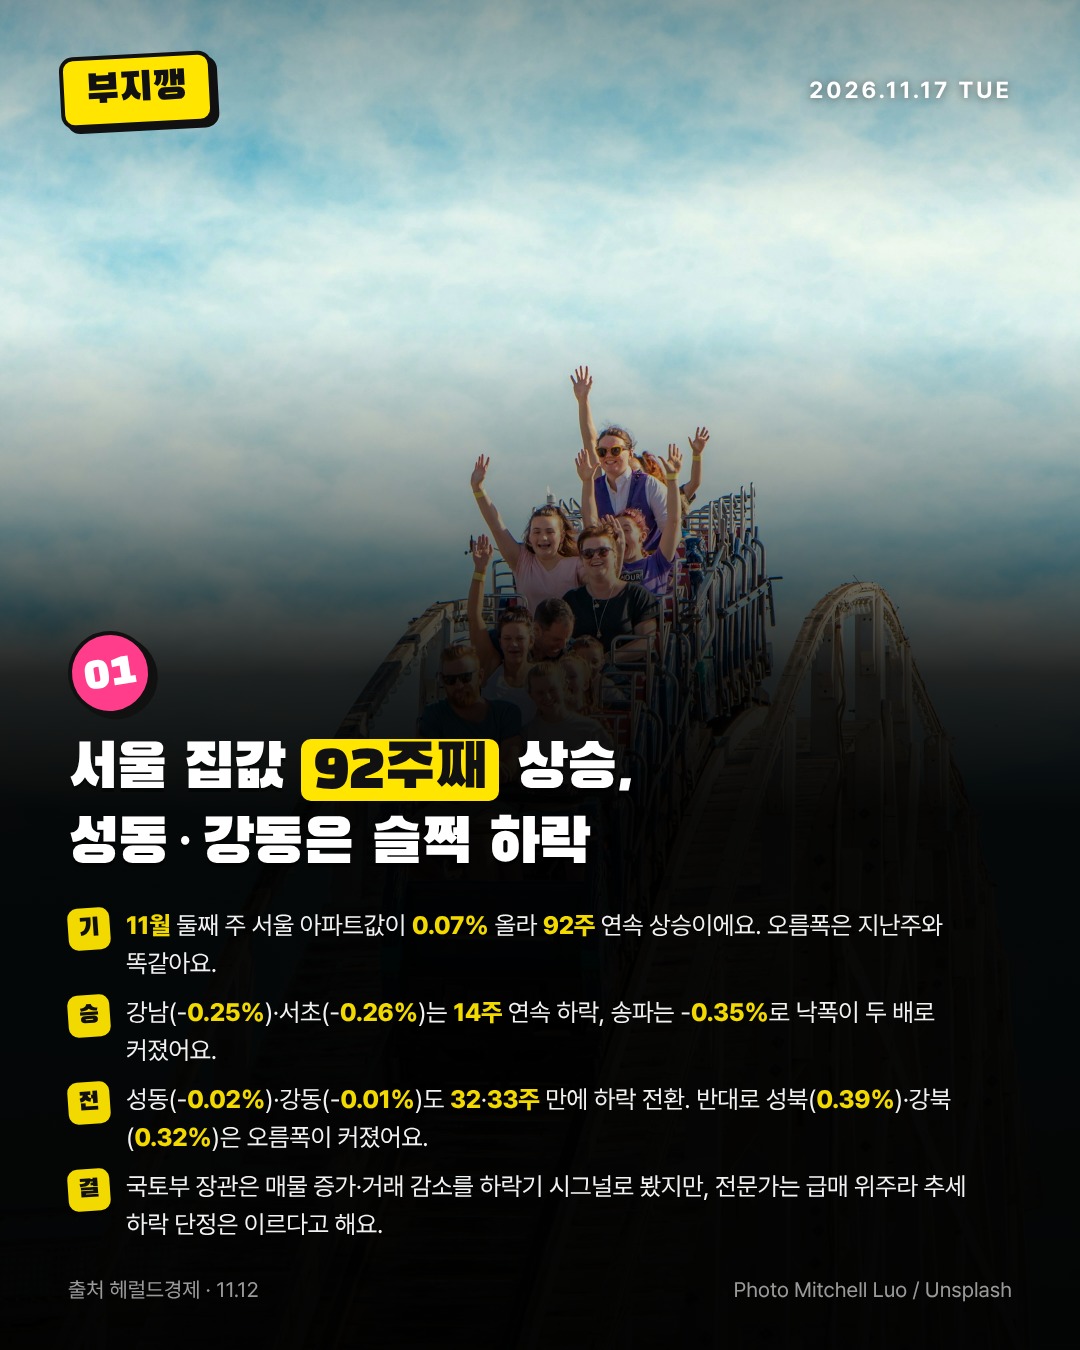 부지깽
2026.11.17 TUE
01
서울 집값 92주째 상승,
성동·강동은 슬쩍 하락
기 11월 둘째 주 서울 아파트값이 0.07% 올라 92주 연속 상승이에요. 오름폭은 지난주와
똑같아요.
승 강남(-0.25%)·서초(-0.26%)는 14주 연속 하락, 송파는 -0.35%로 낙폭이 두 배로
커졌어요.
전 성동(-0.02%)·강동(-0.01%)도 32·33주 만에 하락 전환. 반대로 성북(0.39%)·강북
(0.32%)은 오름폭이 커졌어요.
결 국토부 장관은 매물 증가·거래 감소를 하락기 시그널로 봤지만, 전문가는 급매 위주라 추세
하락 단정은 이르다고 해요.
출처 헤럴드경제 · 11.12
Photo Mitchell Luo / Unsplash